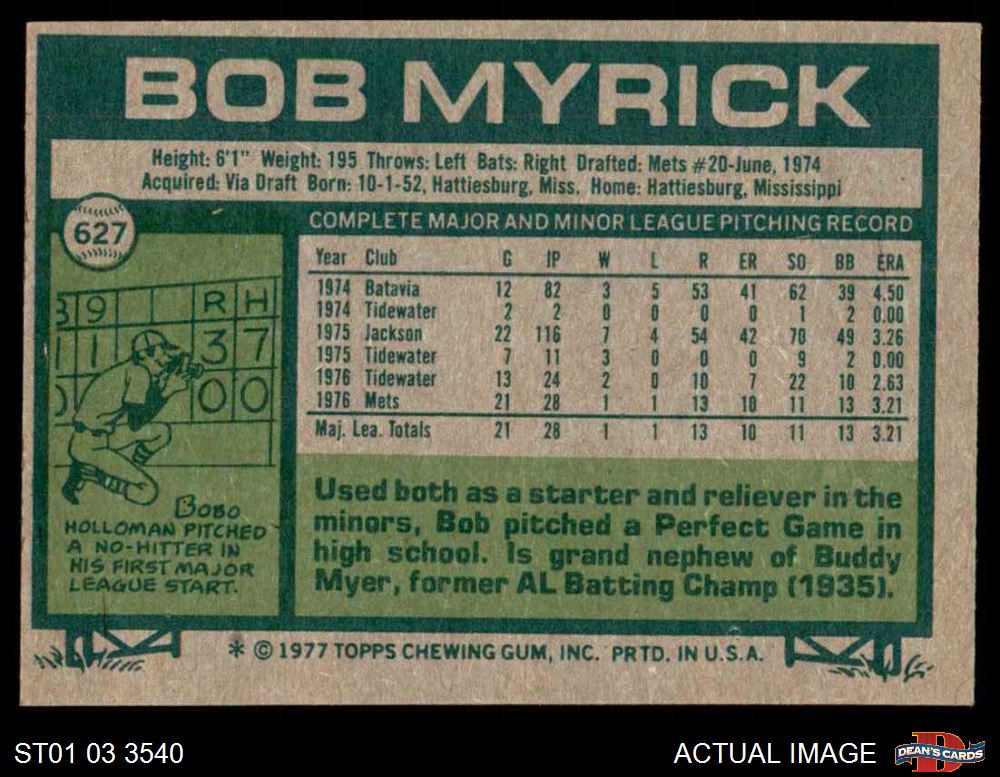 BOB MYRICK
Height: 6'1" Weight: 195 Throws: Left Bats: Right Drafted: Mets #20-June, 1974
Acquired: Via Draft Born: 10-1-52, Hattiesburg, Miss. Home: Hattiesburg, Mississippi
627
COMPLETE MAJOR AND MINOR LEAGUE PITCHING RECORD
Year Club G IP W L R ER SO BB ERA
1974 Batavia 12 82 3 5 53 41 62 39 4.50
1974 Tidewater 2 2 0 0 0 0 1 2 0.00
1975 Jackson 22 116 7 4 54 42 70 49 3.26
1975 Tidewater 7 11 3 0 0 0 9 2 0.00
1976 Tidewater 13 24 2 0 10 7 22 10 2.63
1976 Mets 21 28 1 1 13 10 11 13 3.21
Maj. Lea. Totals 21 28 1 1 13 10 11 13 3.21
9 R H
1 1 3 7
0 0
BOBO
HOLLOMAN PITCHED
A NO-HITTER IN
HIS FIRST MAJOR
LEAGUE START.
Used both as a starter and reliever in the
minors, Bob pitched a Perfect Game in
high school. Is grand nephew of Buddy
Myer, former AL Batting Champ (1935).
* © 1977 TOPPS CHEWING GUM, INC. PRTD. IN U.S.A.
ST01 03 3540
ACTUAL IMAGE
D
DEAN'S CARDS